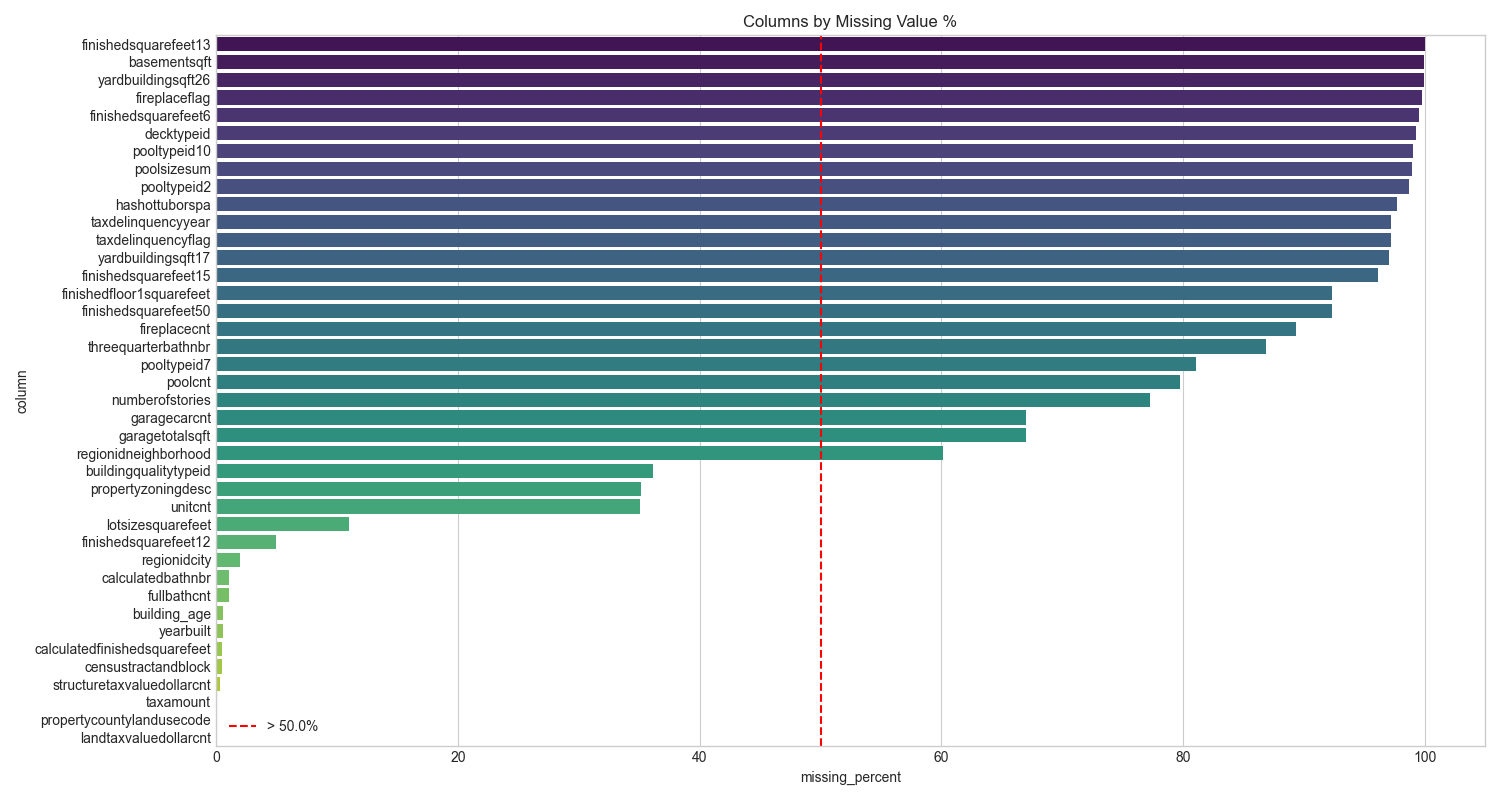 Columns by Missing Value %
finishedsquarefeet13
basementsqft
yardbuildingsqft26
fireplaceflag
finishedsquarefeet6
decktypeid
pooltypeid10
poolsizesum
pooltypeid2
hashottuborspa
taxdelinquencyyear
taxdelinquencyflag
yardbuildingsqft17
finishedsquarefeet15
finishedfloor1squarefeet
finishedsquarefeet50
fireplacecnt
threequarterbathnbr
pooltypeid7
poolcnt
numberofstories
garagecarcnt
garagetotalsqft
regionidneighborhood
buildingqualitytypeid
propertyzoningdesc
unitcnt
lotsizesquarefeet
finishedsquarefeet12
regionidcity
calculatedbathnbr
fullbathcnt
building_age
yearbuilt
calculatedfinishedsquarefeet
censustractandblock
structuretaxvaluedollarcnt
taxamount
propertycountylandusecode
landtaxvaluedollarcnt
column
> 50.0%
0 20 40 60 80 100
missing_percent